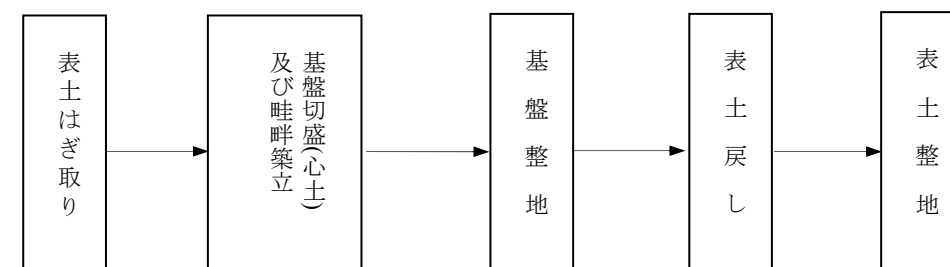 表土はぎ取り
基盤切盛(心土)
及び畦畔築立
基盤整地
表土戻し
表土整地